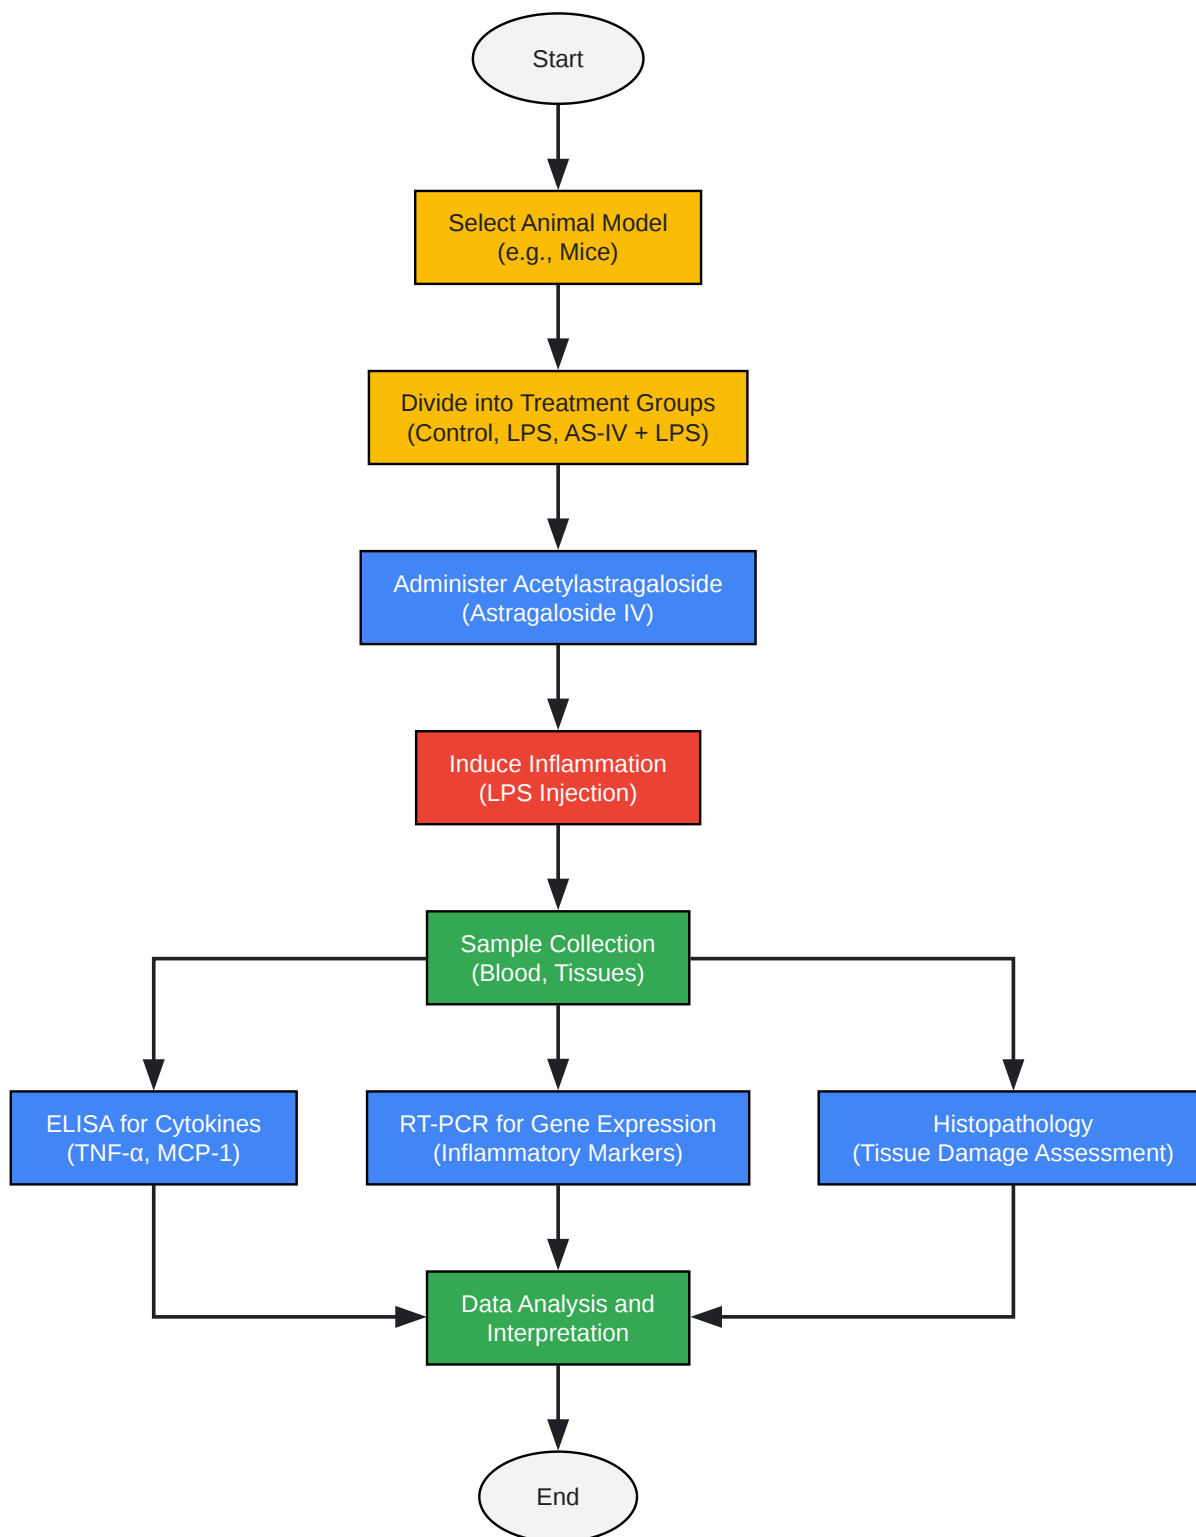 Start
Select Animal Model
(e.g., Mice)
Divide into Treatment Groups
(Control, LPS, AS-IV + LPS)
Administer Acetylastragaloside
(Astragaloside IV)
Induce Inflammation
(LPS Injection)
Sample Collection
(Blood, Tissues)
ELISA for Cytokines
(TNF-α, MCP-1)
RT-PCR for Gene Expression
(Inflammatory Markers)
Histopathology
(Tissue Damage Assessment)
Data Analysis and
Interpretation
End